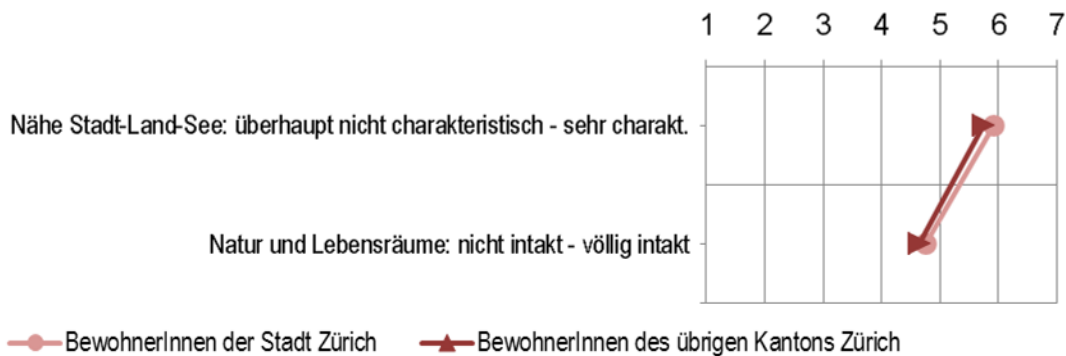 1 2 3 4 5 6 7
Nähe Stadt-Land-See: überhaupt nicht charakteristisch - sehr charakt.
Natur und Lebensräume: nicht intakt - völlig intakt
BewohnerInnen der Stadt Zürich BewohnerInnen des übrigen Kantons Zürich